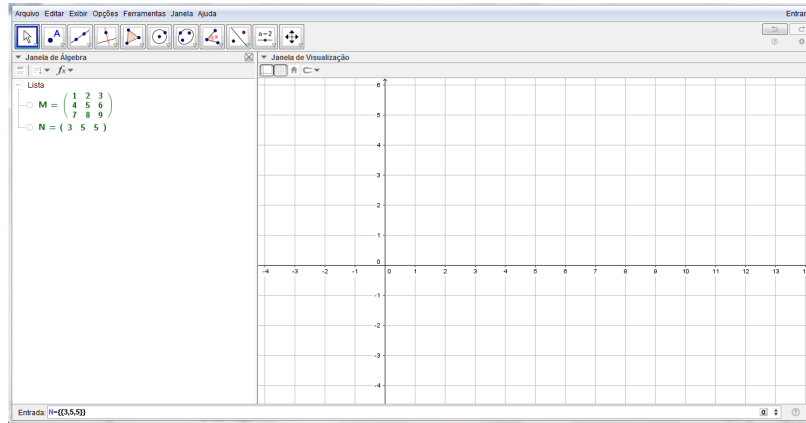 Arquivo Editar Exibir Opções Ferramentas Janela Ajuda Entrar
a=2
Janela de Álgebra
Janela de Visualização
fx
Lista
M = ( 1 2 3
4 5 6
7 8 9 )
N = ( 3 5 5 )
6
5
4
3
2
1
0
-4 -3 -2 -1 0 1 2 3 4 5 6 7 8 9 10 11 12 13
-1
-2
-3
-4
Entrada: N={{3,5,5}} α